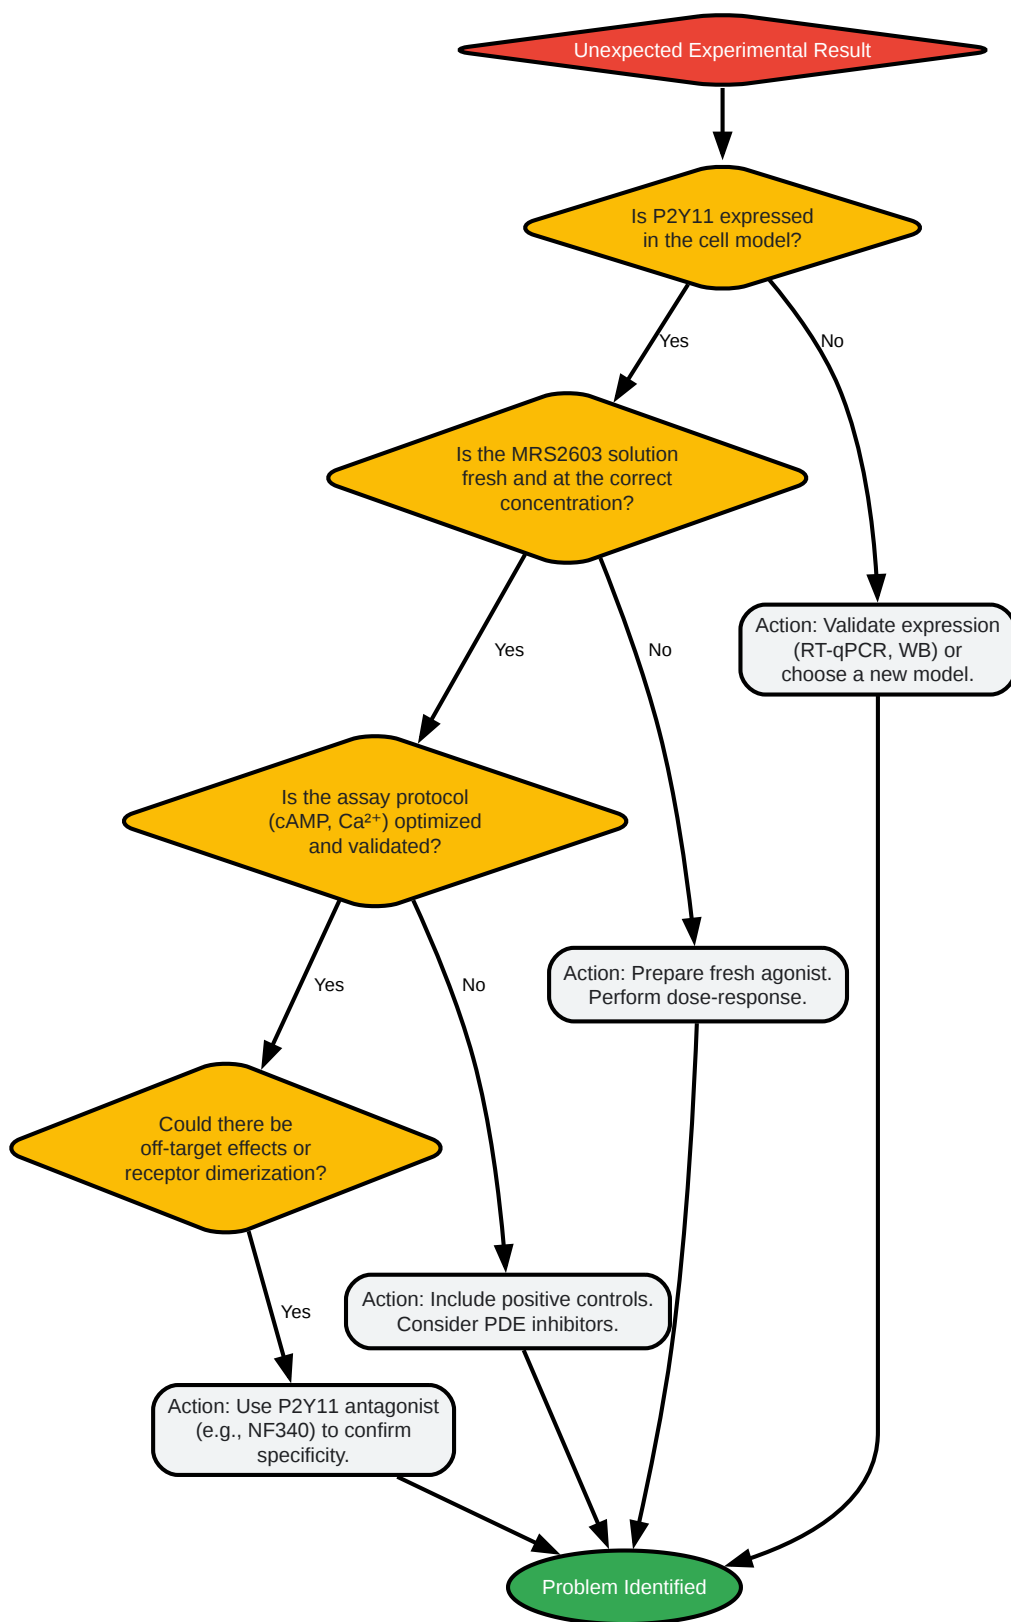 Unexpected Experimental Result
Is P2Y11 expressed
in the cell model?
Yes
No
Is the MRS2603 solution
fresh and at the correct
concentration?
Action: Validate expression
(RT-qPCR, WB) or
choose a new model.
Yes
No
Is the assay protocol
(cAMP, Ca²⁺) optimized
and validated?
Action: Prepare fresh agonist.
Perform dose-response.
Yes
No
Could there be
off-target effects or
receptor dimerization?
Action: Include positive controls.
Consider PDE inhibitors.
Yes
Action: Use P2Y11 antagonist
(e.g., NF340) to confirm
specificity.
Problem Identified